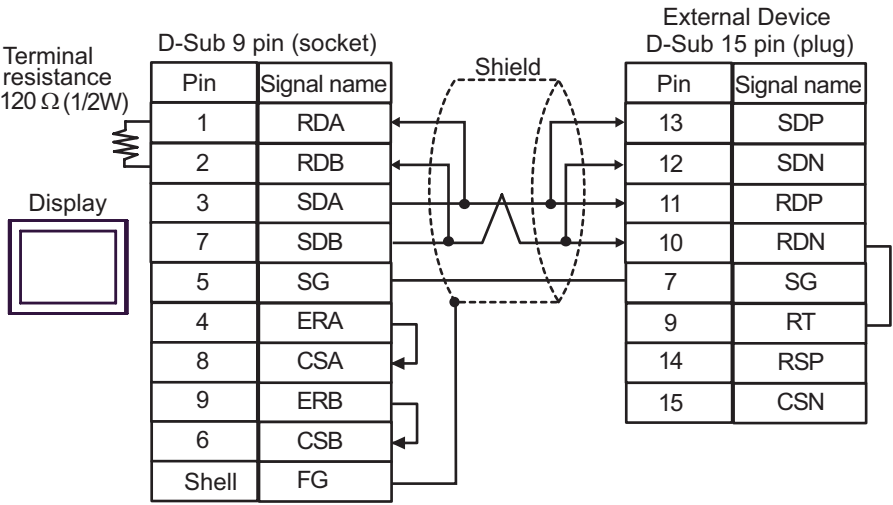 External Device
D-Sub 9 pin (socket)
D-Sub 15 pin (plug)
Terminal
resistance
120 Ω (1/2W)
Shield
Display
Pin Signal name
1 RDA
2 RDB
3 SDA
7 SDB
5 SG
4 ERA
8 CSA
9 ERB
6 CSB
Shell FG
Pin Signal name
13 SDP
12 SDN
11 RDP
10 RDN
7 SG
9 RT
14 RSP
15 CSN